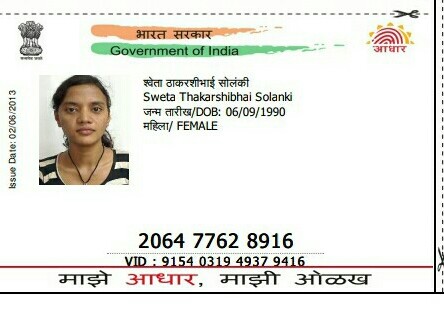 भारत सरकार
Government of India
आधार
Issue Date: 02/06/2013
श्वेता ठाकरशीभाई सोलंकी
Sweta Thakarshibhai Solanki
जन्म तारीख/DOB: 06/09/1990
महिला/ FEMALE
2064 7762 8916
VID : 9154 0319 4937 9416
माझे आधार, माझी ओळख